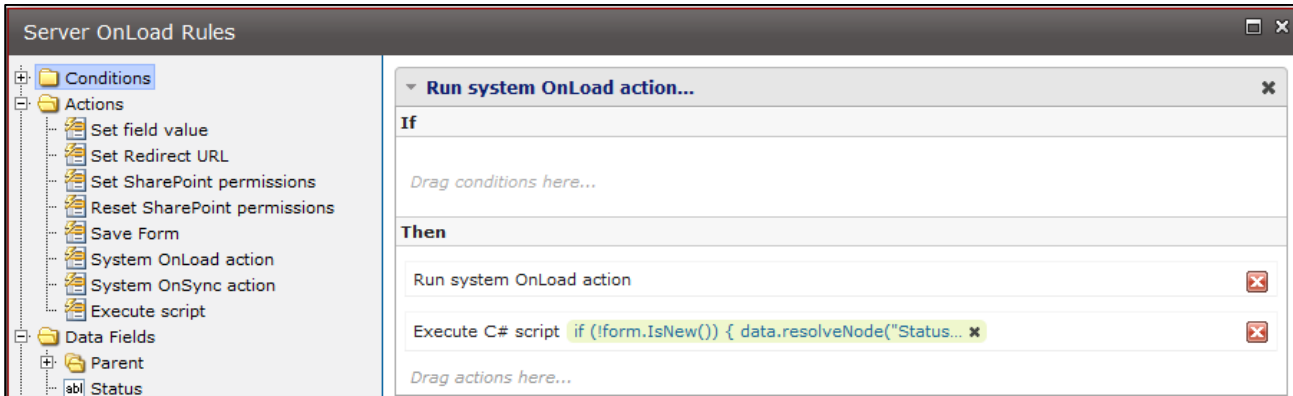 Server OnLoad Rules
Conditions
Actions
Set field value
Set Redirect URL
Set SharePoint permissions
Reset SharePoint permissions
Save Form
System OnLoad action
System OnSync action
Execute script
Data Fields
Parent
abl Status
Run system OnLoad action...
If
Drag conditions here...
Then
Run system OnLoad action
Execute C# script if (!form.IsNew()) { data.resolveNode("Status...
Drag actions here...